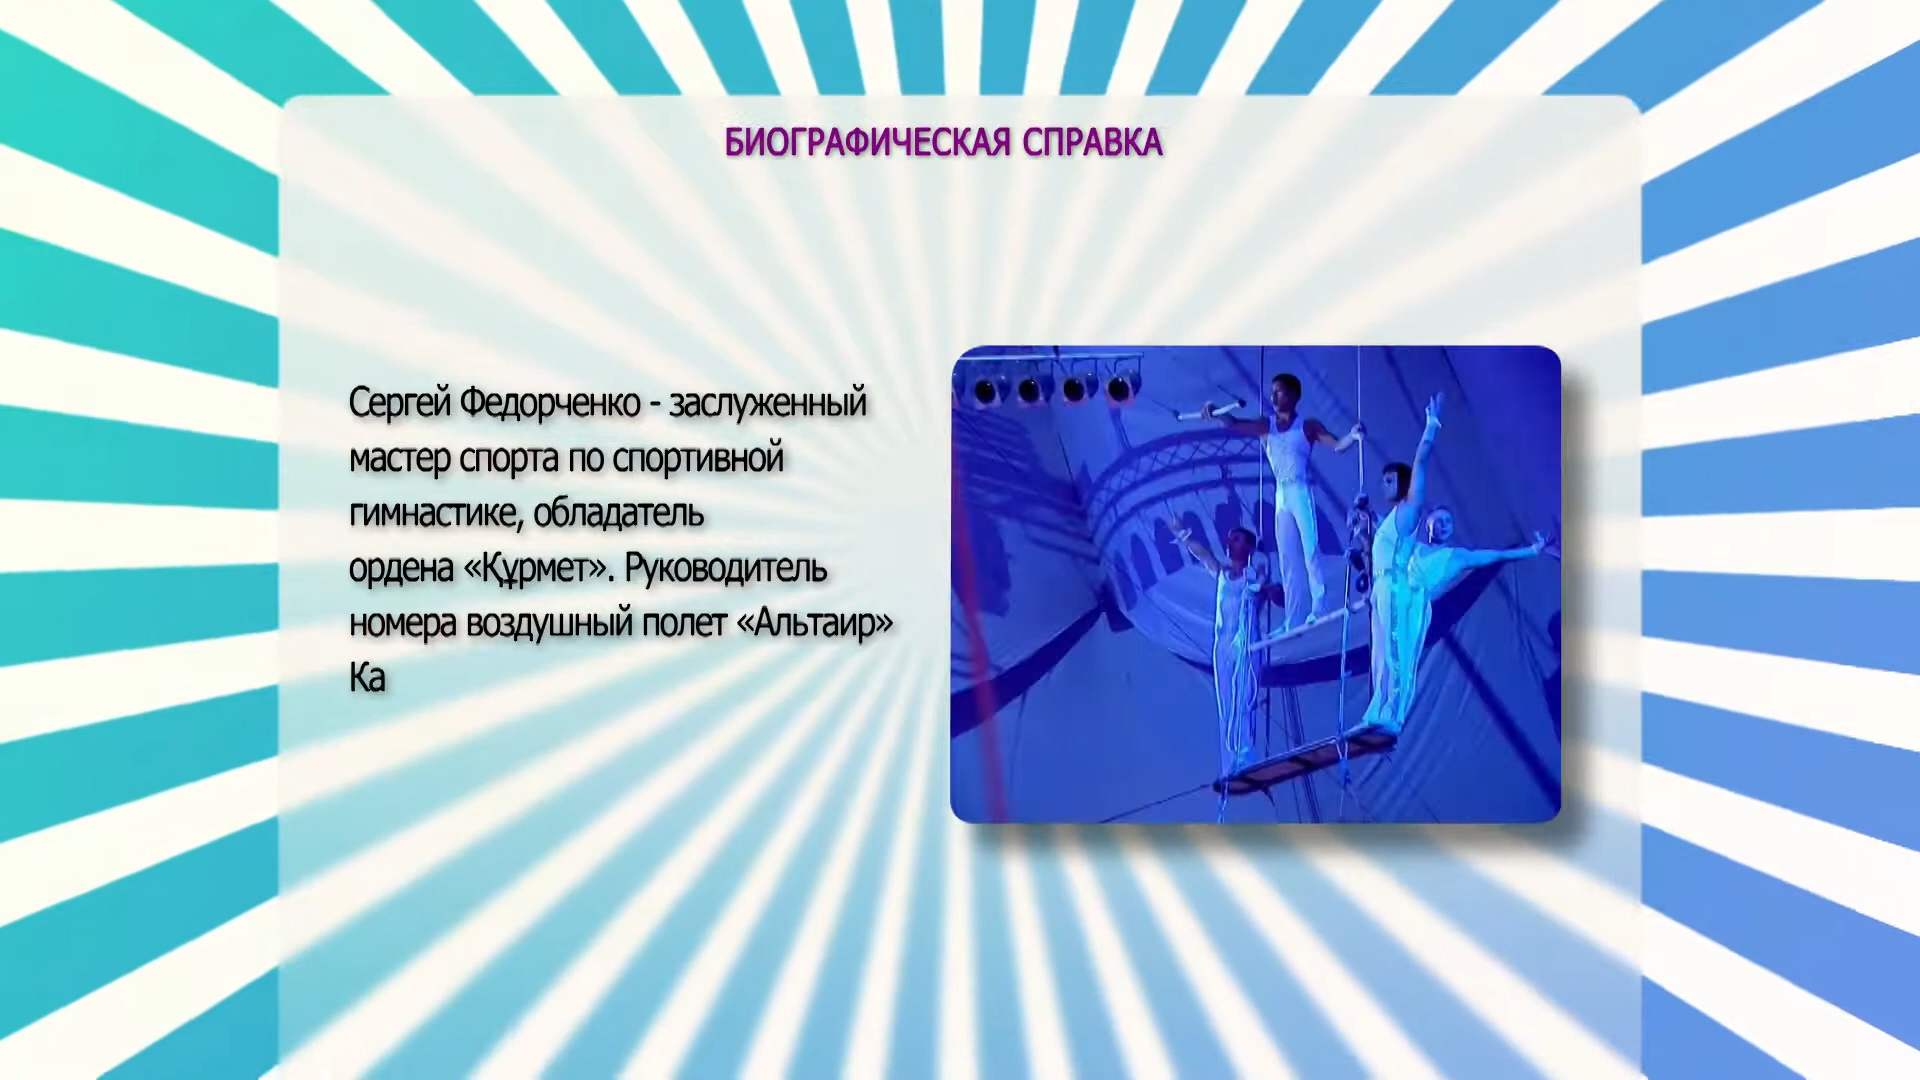 БИОГРАФИЧЕСКАЯ СПРАВКА
Сергей Федорченко - заслуженный
мастер спорта по спортивной
гимнастике, обладатель
ордена «Құрмет». Руководитель
номера воздушный полет «Альтаир»
Ка